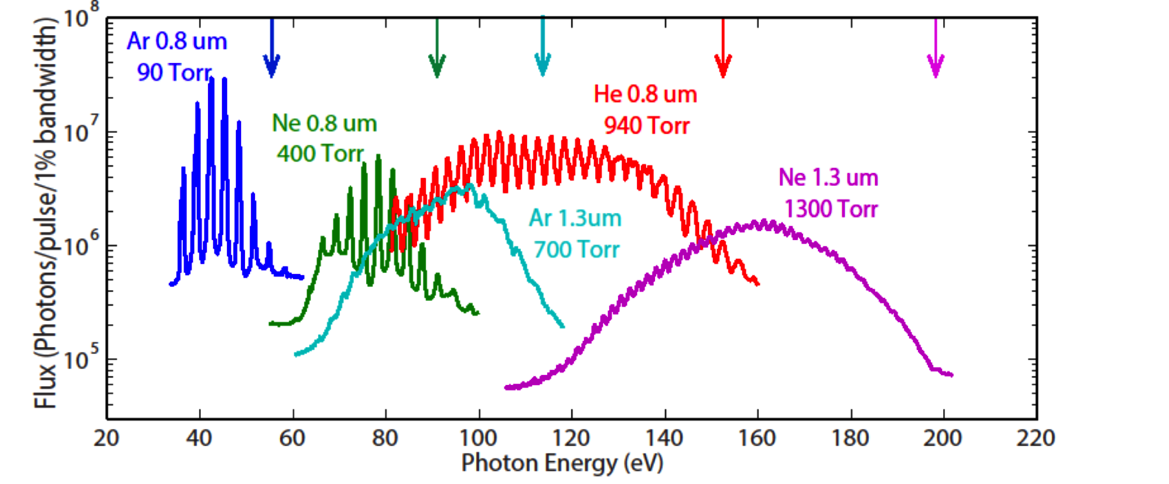 Flux (Photons/pulse/1% bandwidth)
10^8
10^7
10^6
10^5
Ar 0.8 um
90 Torr
Ne 0.8 um
400 Torr
He 0.8 um
940 Torr
Ar 1.3um
700 Torr
Ne 1.3 um
1300 Torr
20 40 60 80 100 120 140 160 180 200 220
Photon Energy (eV)